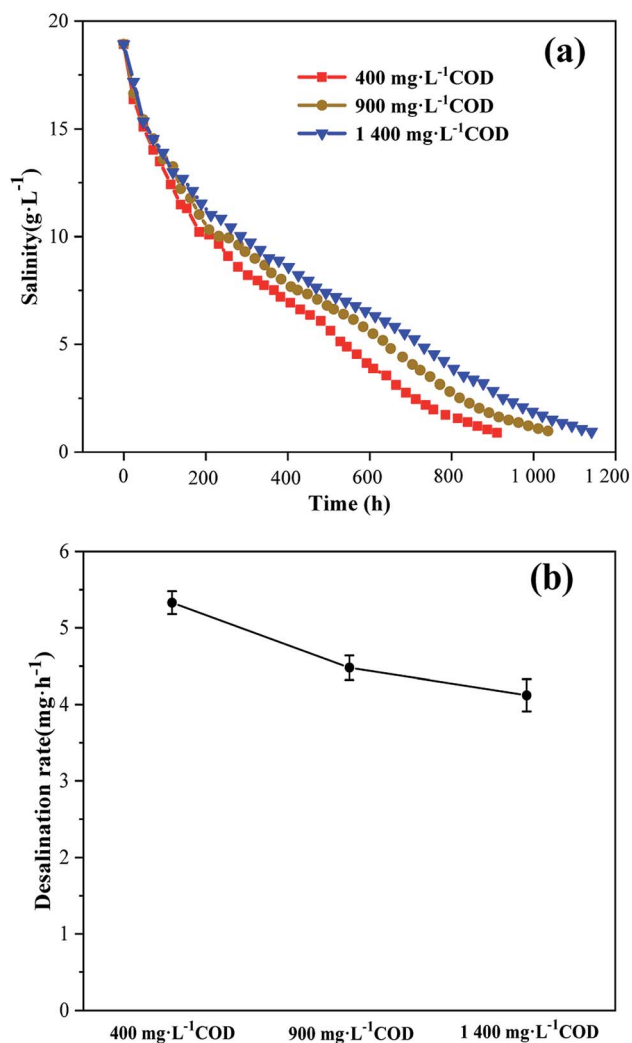 (a)
400 mg·L⁻¹COD
900 mg·L⁻¹COD
1 400 mg·L⁻¹COD
Salinity(g·L⁻¹)
20
15
10
5
0
0 200 400 600 800 1 000 1 200
Time (h)
(b)
Desalination rate(mg·h⁻¹)
6
5
4
3
2
1
0
400 mg·L⁻¹COD 900 mg·L⁻¹COD 1 400 mg·L⁻¹COD